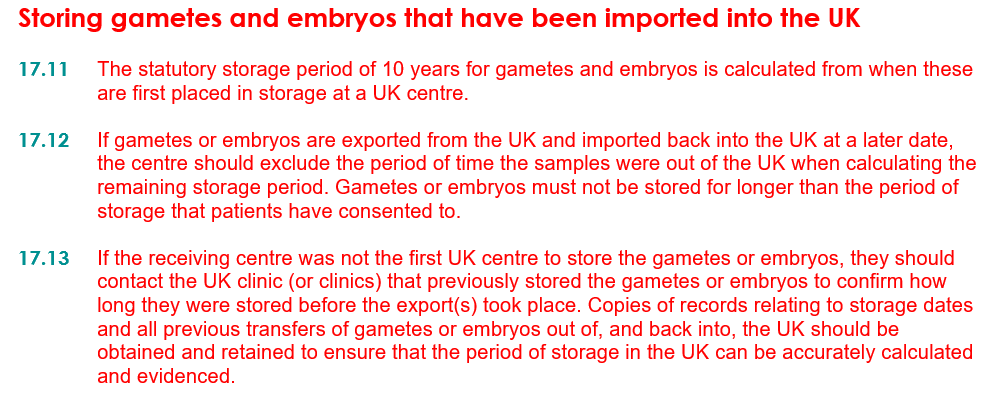 Storing gametes and embryos that have been imported into the UK
17.11 The statutory storage period of 10 years for gametes and embryos is calculated from when these
are first placed in storage at a UK centre.
17.12 If gametes or embryos are exported from the UK and imported back into the UK at a later date,
the centre should exclude the period of time the samples were out of the UK when calculating the
remaining storage period. Gametes or embryos must not be stored for longer than the period of
storage that patients have consented to.
17.13 If the receiving centre was not the first UK centre to store the gametes or embryos, they should
contact the UK clinic (or clinics) that previously stored the gametes or embryos to confirm how
long they were stored before the export(s) took place. Copies of records relating to storage dates
and all previous transfers of gametes or embryos out of, and back into, the UK should be
obtained and retained to ensure that the period of storage in the UK can be accurately calculated
and evidenced.